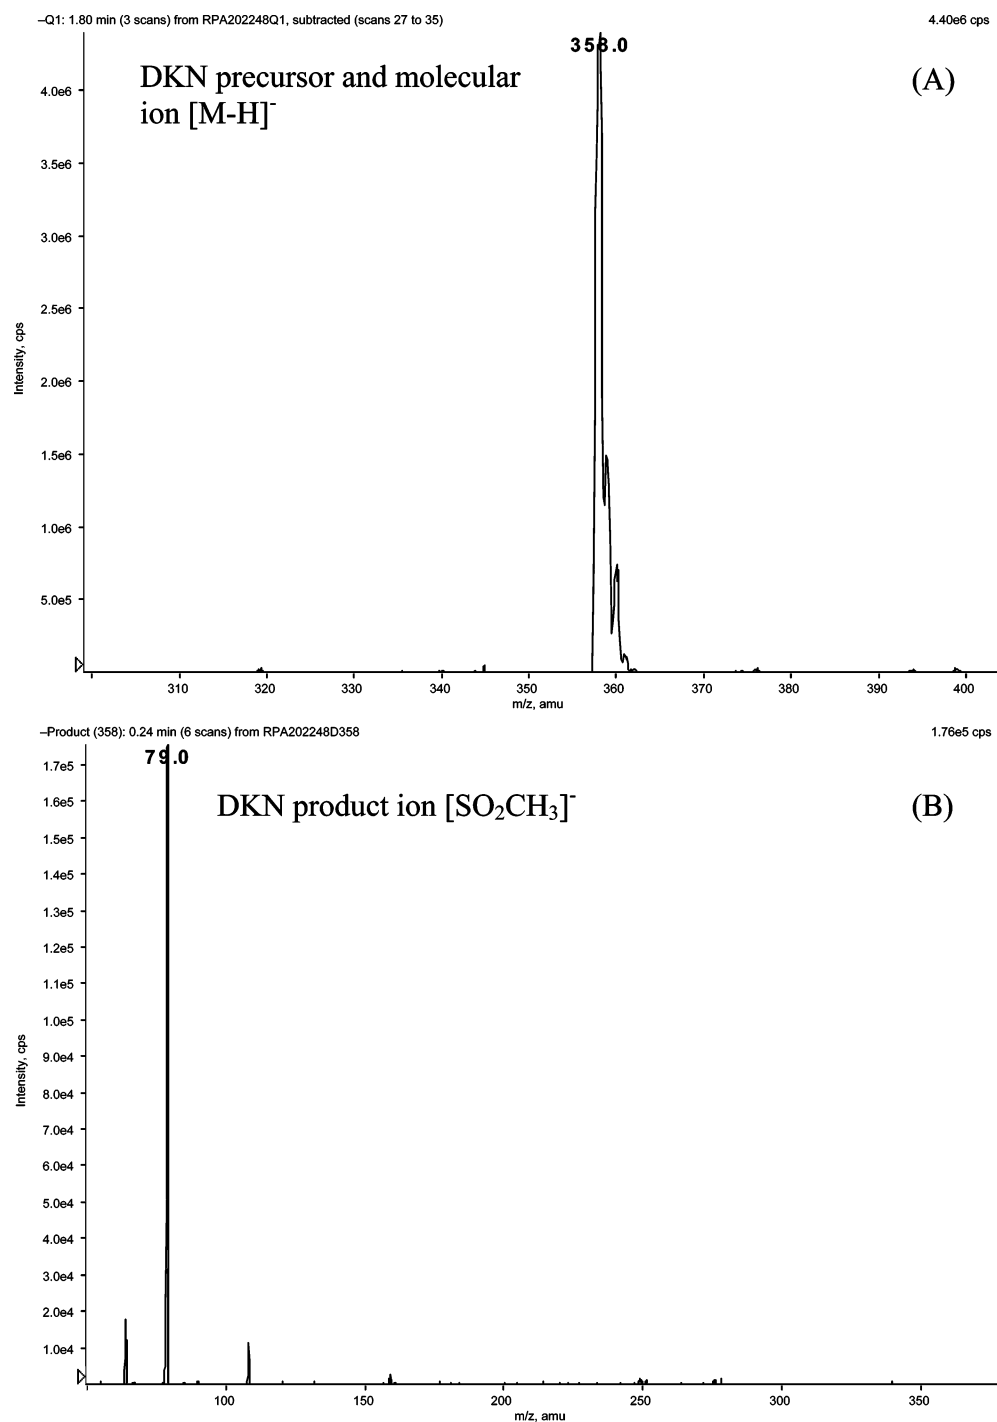 –Q1: 1.80 min (3 scans) from RPA202248Q1, subtracted (scans 27 to 35) 4.40e6 cps
358.0
DKN precursor and molecular
ion [M-H]-
(A)
4.0e6
3.5e6
3.0e6
2.5e6
2.0e6
1.5e6
1.0e6
5.0e5
Intensity, cps
310 320 330 340 350 360 370 380 390 400
m/z, amu
–Product (358): 0.24 min (6 scans) from RPA202248D358 1.76e5 cps
79.0
DKN product ion [SO2CH3]-
(B)
1.7e5
1.6e5
1.5e5
1.4e5
1.3e5
1.2e5
1.1e5
1.0e5
9.0e4
8.0e4
7.0e4
6.0e4
5.0e4
4.0e4
3.0e4
2.0e4
1.0e4
Intensity, cps
100 150 200 250 300 350
m/z, amu